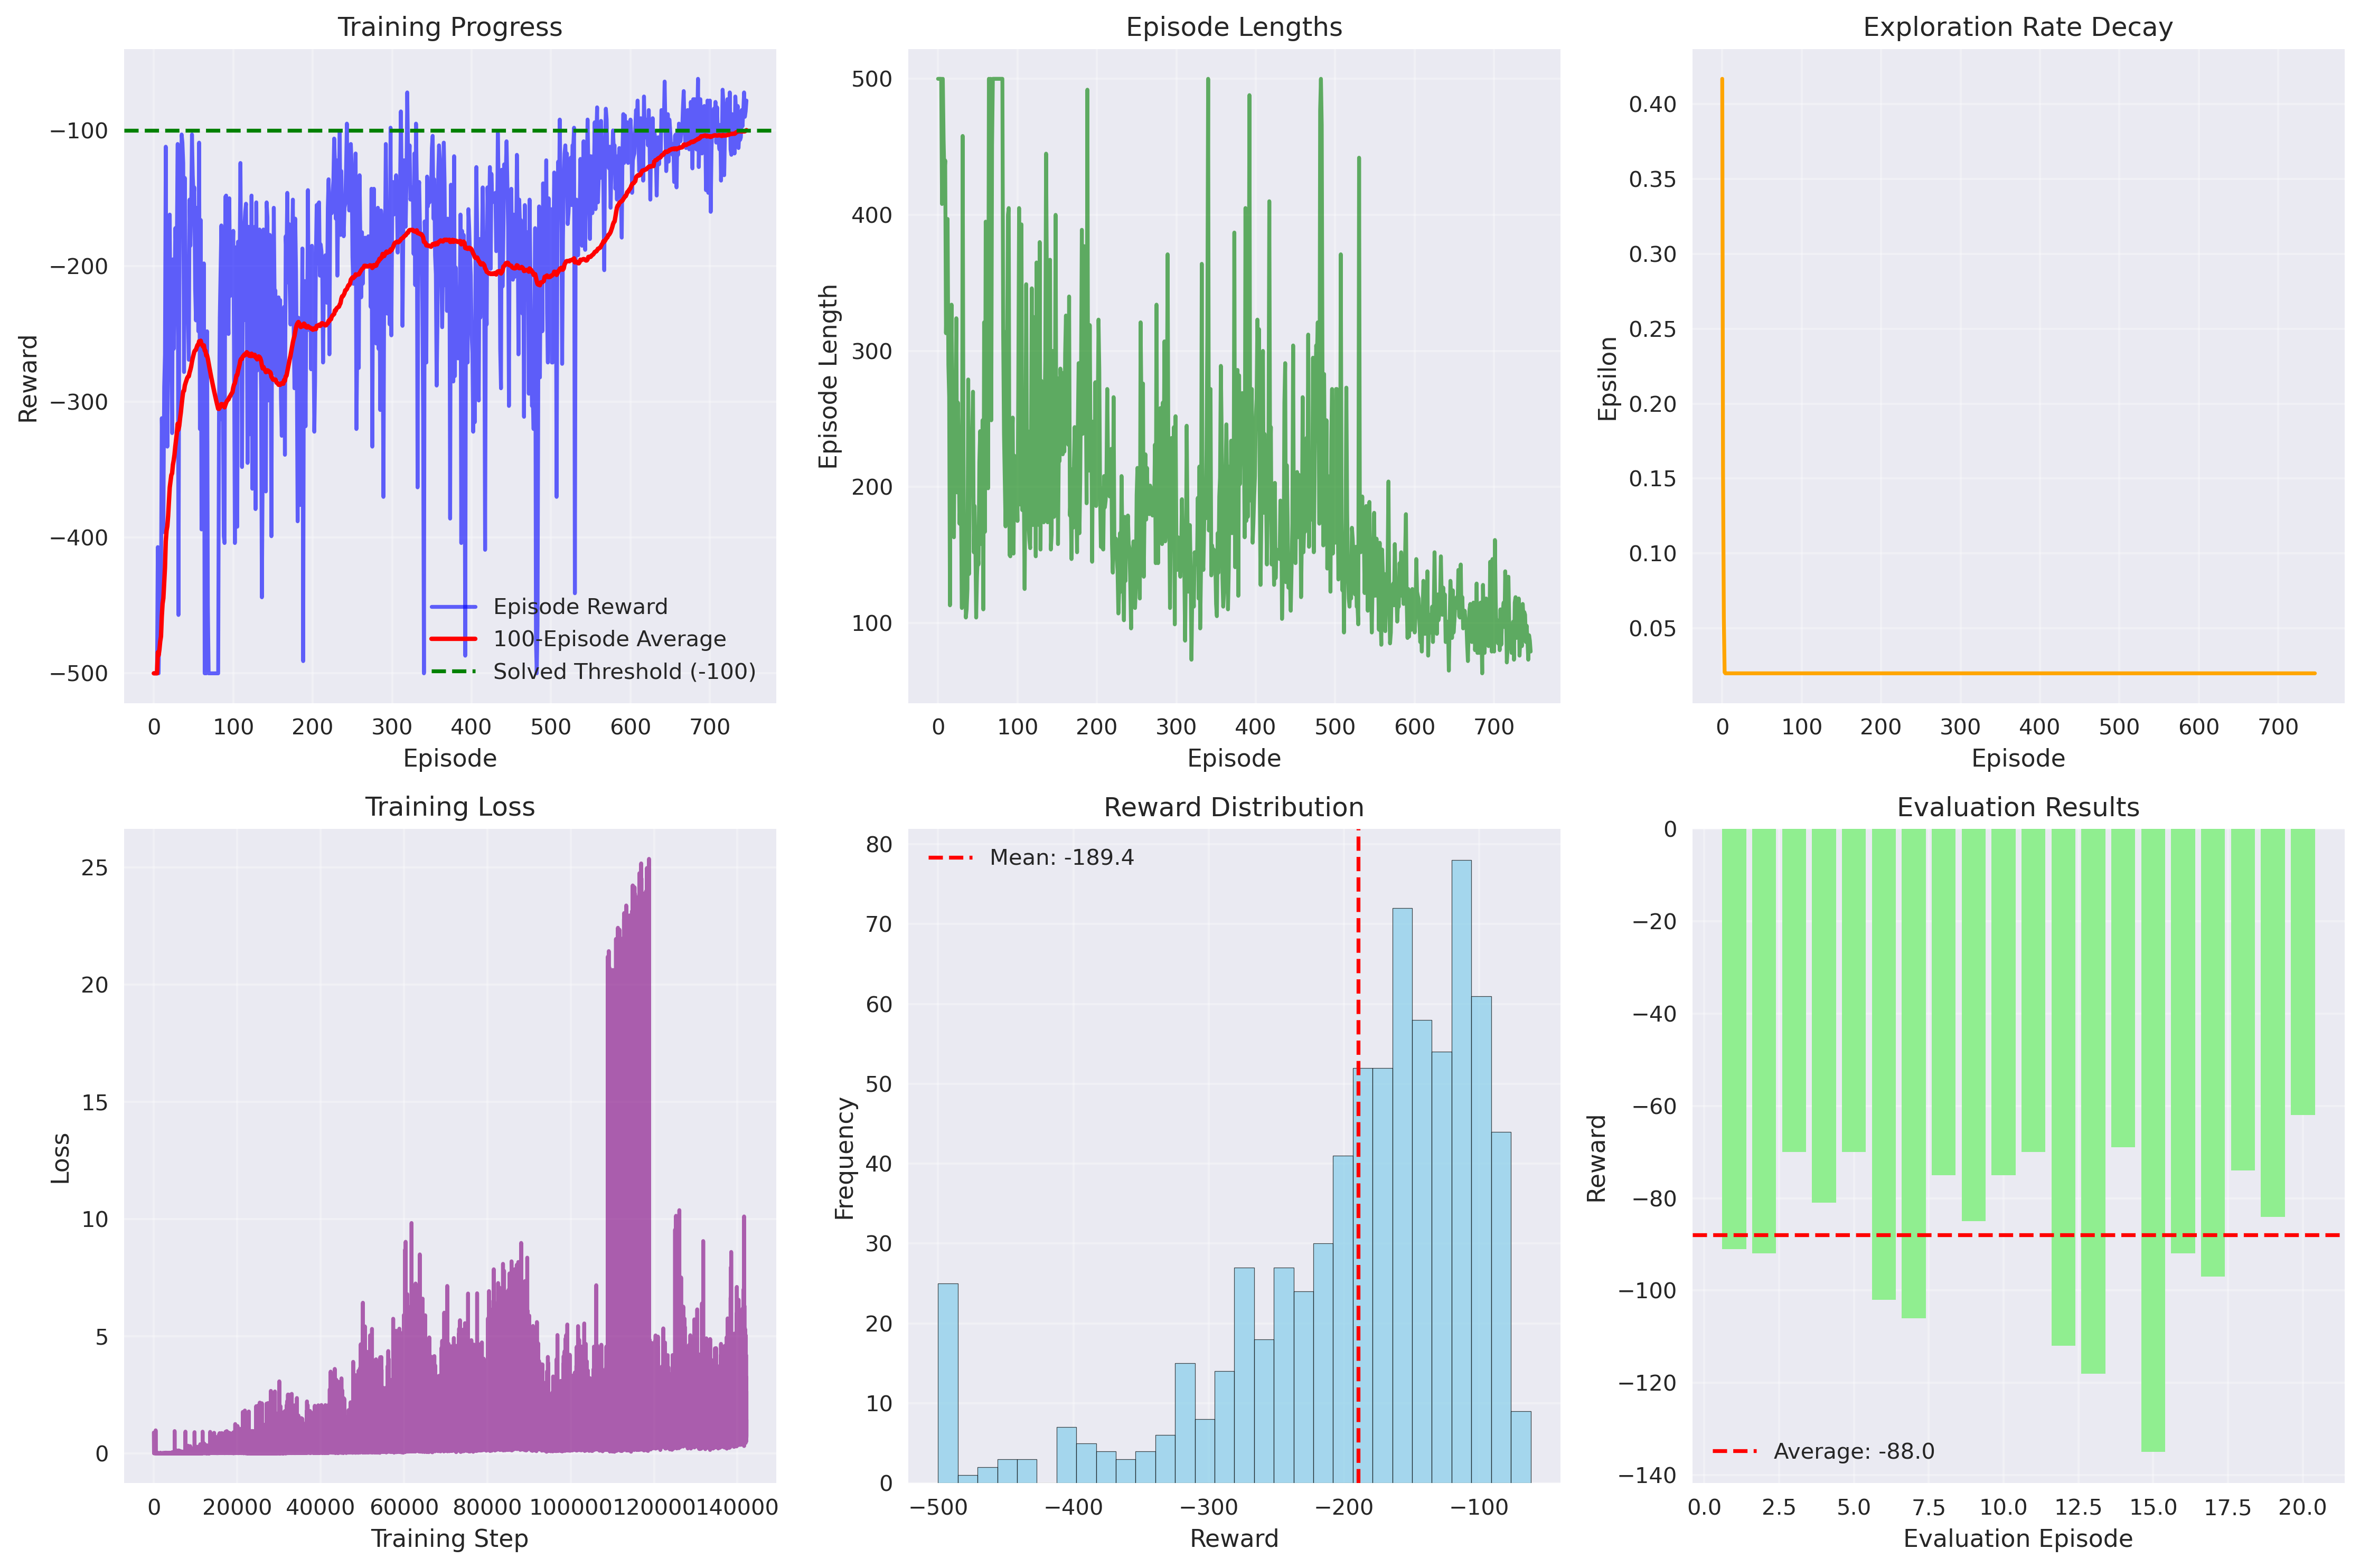 Training Progress
Reward
−100
−200
−300
−400
−500
Episode Reward
100-Episode Average
Solved Threshold (-100)
0 100 200 300 400 500 600 700
Episode
Episode Lengths
Episode Length
500
400
300
200
100
0 100 200 300 400 500 600 700
Episode
Exploration Rate Decay
Epsilon
0.40
0.35
0.30
0.25
0.20
0.15
0.10
0.05
0 100 200 300 400 500 600 700
Episode
Training Loss
Loss
25
20
15
10
5
0
0 20000 40000 60000 80000 100000 120000 140000
Training Step
Reward Distribution
Mean: -189.4
Frequency
80
70
60
50
40
30
20
10
0
−500 −400 −300 −200 −100
Reward
Evaluation Results
Reward
0
−20
−40
−60
−80
−100
−120
−140
Average: -88.0
0.0 2.5 5.0 7.5 10.0 12.5 15.0 17.5 20.0
Evaluation Episode